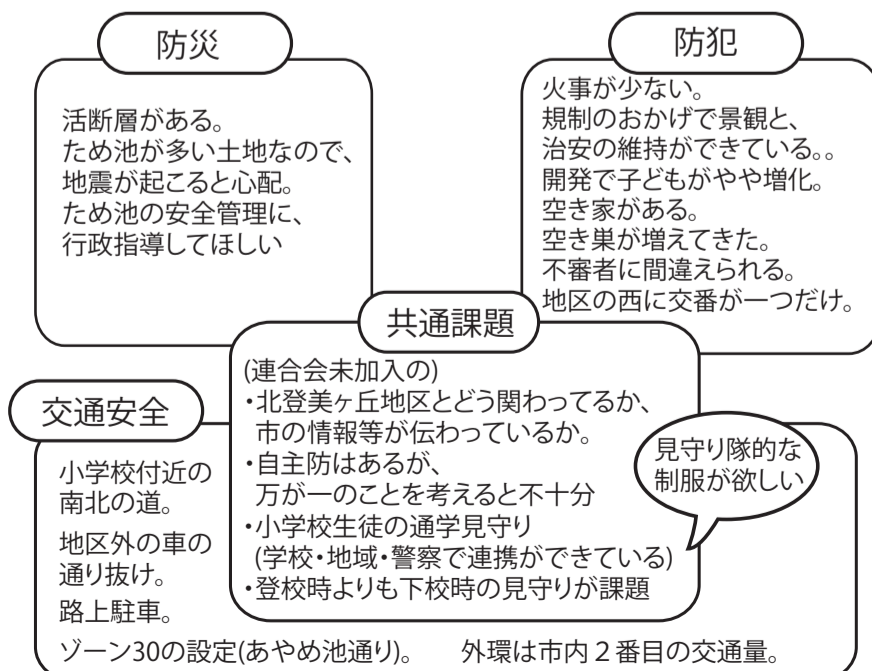 防災
活断層がある。
ため池が多い土地なので、
地震が起こると心配。
ため池の安全管理に、
行政指導してほしい
防犯
火事が少ない。
規制のおかげで景観と、
治安の維持ができている。。
開発で子どもがやや増化。
空き家がある。
空き巣が増えてきた。
不審者に間違えられる。
地区の西に交番が一つだけ。
共通課題
(連合会未加入の)
・北登美ヶ丘地区とどう関わってるか、
市の情報等が伝わっているか。
・自主防はあるが、
万が一のことを考えると不十分
・小学校生徒の通学見守り
(学校・地域・警察で連携ができている)
・登校時よりも下校時の見守りが課題
見守り隊的な
制服が欲しい
交通安全
小学校付近の
南北の道。
地区外の車の
通り抜け。
路上駐車。
ゾーン30の設定(あやめ池通り)。 外環は市内２番目の交通量。